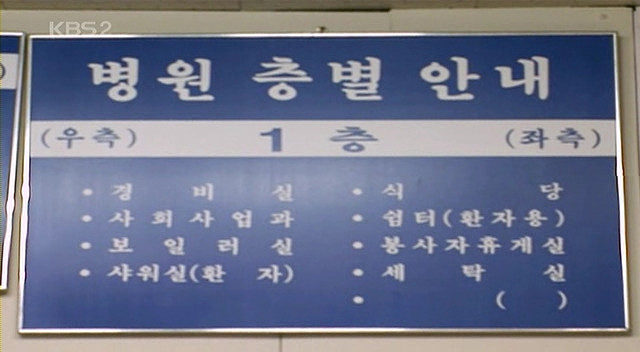 KBS2
병원 층별 안내
(우측) 1 층 (좌측)
• 경 비 실 • 식 당
• 사회사업과 • 쉼터(환자용)
• 보 일 러 실 • 봉사자휴게실
• 샤워실(환 자) • 세 탁 실
• ( )